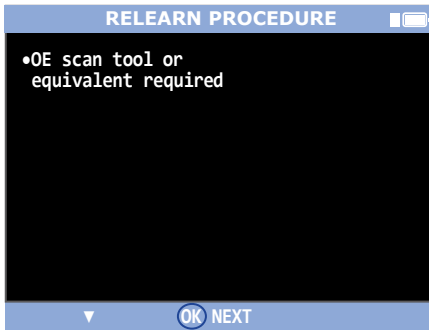 RELEARN PROCEDURE
•OE scan tool or
equivalent required
▼ OK NEXT